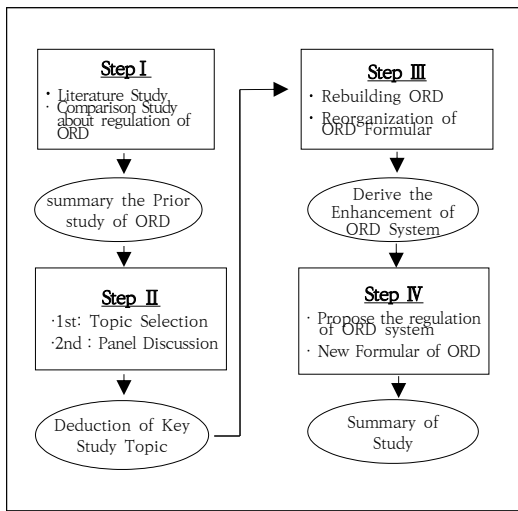 Step Ⅰ
· Literature Study
· Comparison Study
about regulation of
ORD
summary the Prior
study of ORD
Step Ⅱ
·1st: Topic Selection
·2nd : Panel Discussion
Deduction of Key
Study Topic
Step Ⅲ
· Rebuilding ORD
· Reorganization of
ORD Formular
Derive the
Enhancement of
ORD System
Step Ⅳ
· Propose the regulation
of ORD system
· New Formular of ORD
Summary of
Study